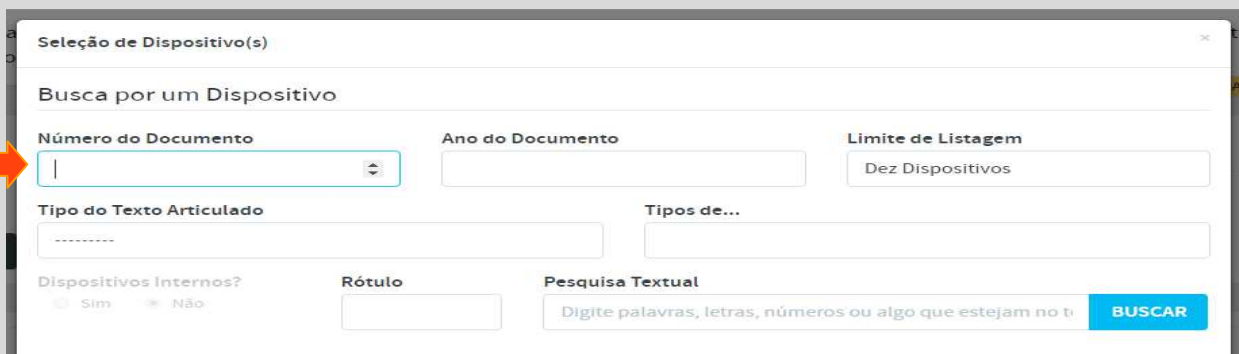 Seleção de Dispositivo(s) ×
Busca por um Dispositivo
Número do Documento Ano do Documento Limite de Listagem
Dez Dispositivos
Tipo do Texto Articulado Tipos de...
---------
Dispositivos Internos? Rótulo Pesquisa Textual
Sim Não Digite palavras, letras, números ou algo que estejam no t BUSCAR